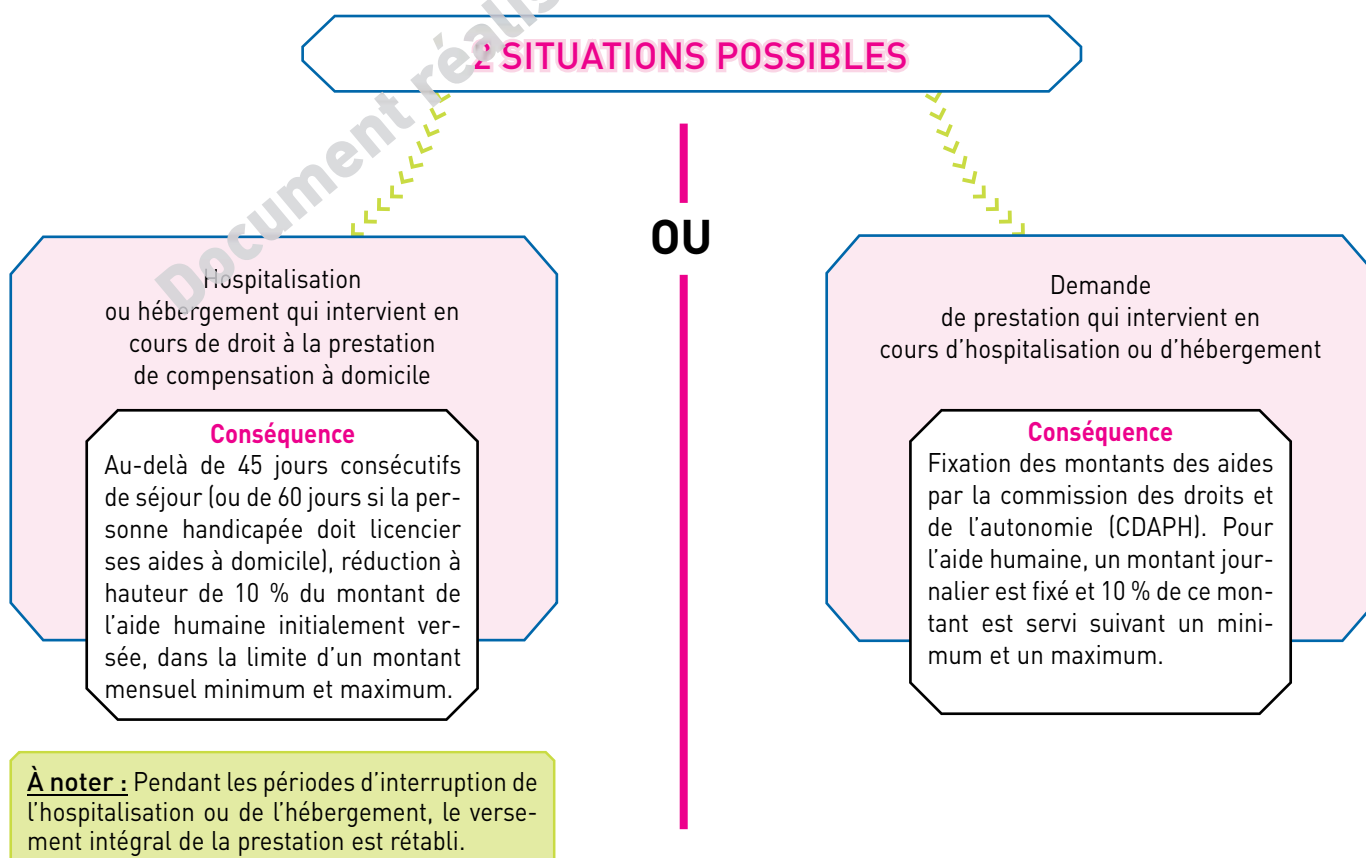 2 SITUATIONS POSSIBLES
Document réalis
OU
Hospitalisation
ou hébergement qui intervient en
cours de droit à la prestation
de compensation à domicile
Conséquence
Au-delà de 45 jours consécutifs
de séjour (ou de 60 jours si la per-
sonne handicapée doit licencier
ses aides à domicile), réduction à
hauteur de 10 % du montant de
l'aide humaine initialement ver-
sée, dans la limite d'un montant
mensuel minimum et maximum.
À noter : Pendant les périodes d'interruption de
l'hospitalisation ou de l'hébergement, le verse-
ment intégral de la prestation est rétabli.
Demande
de prestation qui intervient en
cours d'hospitalisation ou d'hébergement
Conséquence
Fixation des montants des aides
par la commission des droits et
de l'autonomie (CDAPH). Pour
l'aide humaine, un montant jour-
nalier est fixé et 10 % de ce mon-
tant est servi suivant un mini-
mum et un maximum.